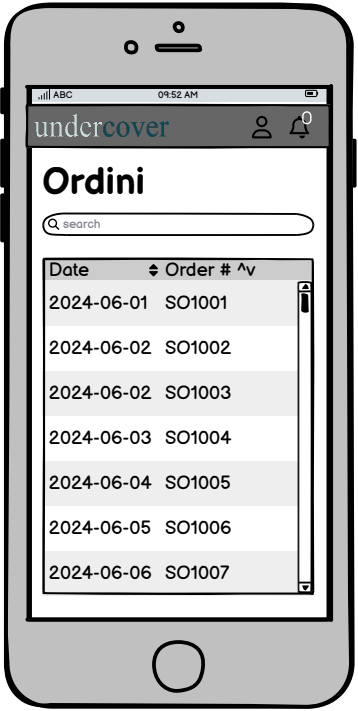 ABC 09:52 AM
undercover 0
Ordini
search
Date Order # ^v
2024-06-01 SO1001
2024-06-02 SO1002
2024-06-02 SO1003
2024-06-03 SO1004
2024-06-04 SO1005
2024-06-05 SO1006
2024-06-06 SO1007